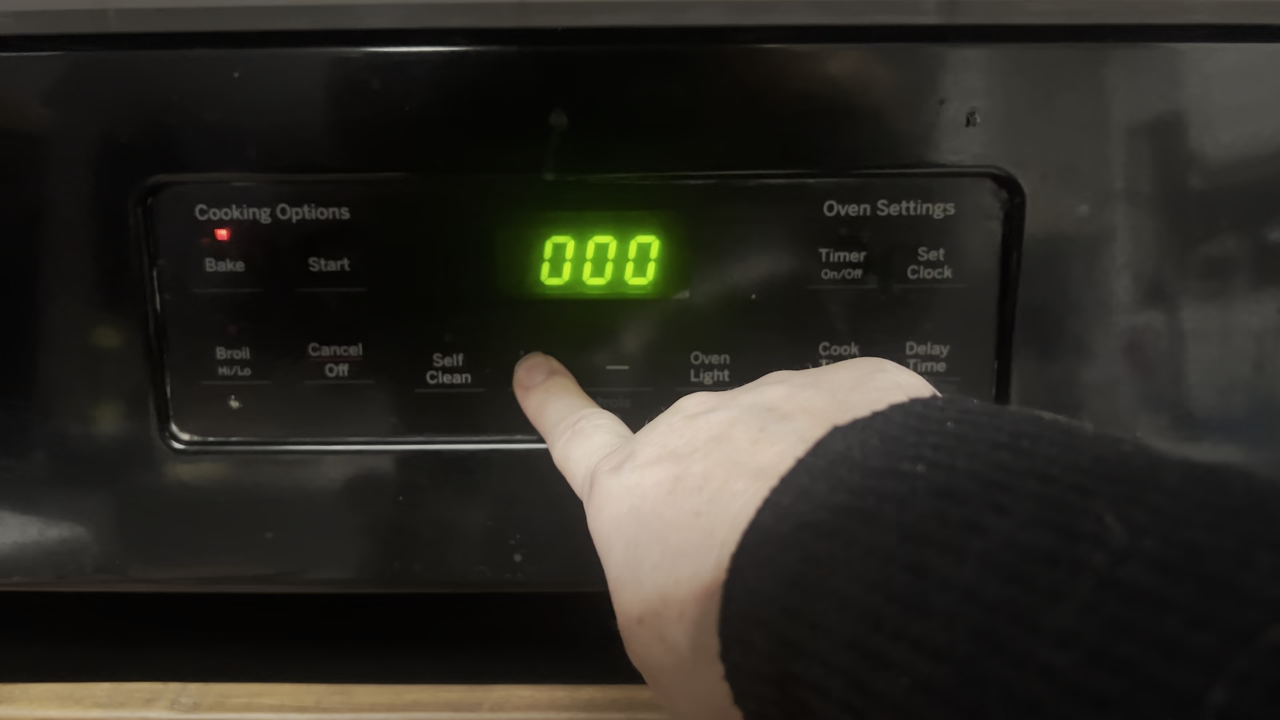 Cooking Options
Bake
Start
Broil
Hi/Lo
Cancel
Off
Self
Clean
000
—
Oven
Light
Oven Settings
Timer
On/Off
Set
Clock
Cook
Delay
Time